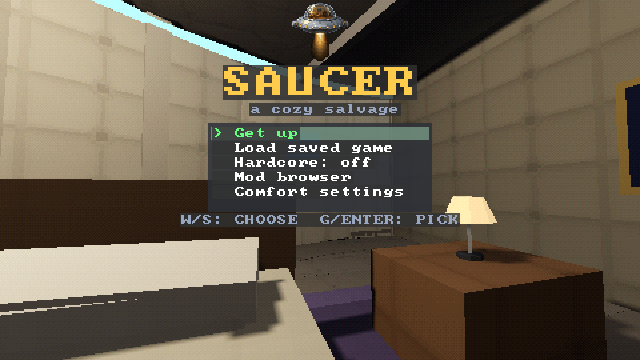 SAUCER
a cozy salvage
> Get up
Load saved game
Hardcore: off
Mod browser
Comfort settings
W/S: CHOOSE G/ENTER: PICK